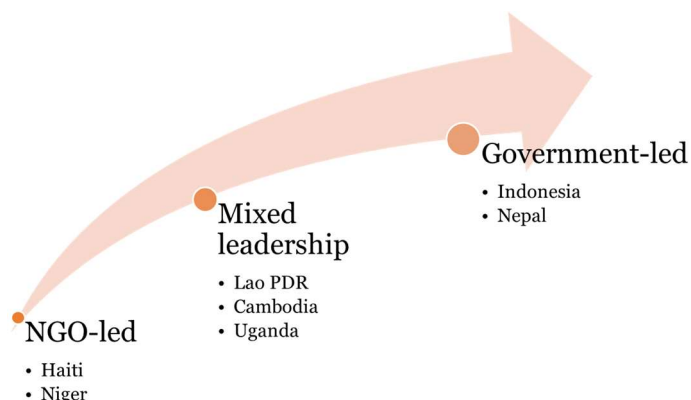 Government-led
• Indonesia
• Nepal
Mixed
leadership
• Lao PDR
• Cambodia
• Uganda
NGO-led
• Haiti
• Niger